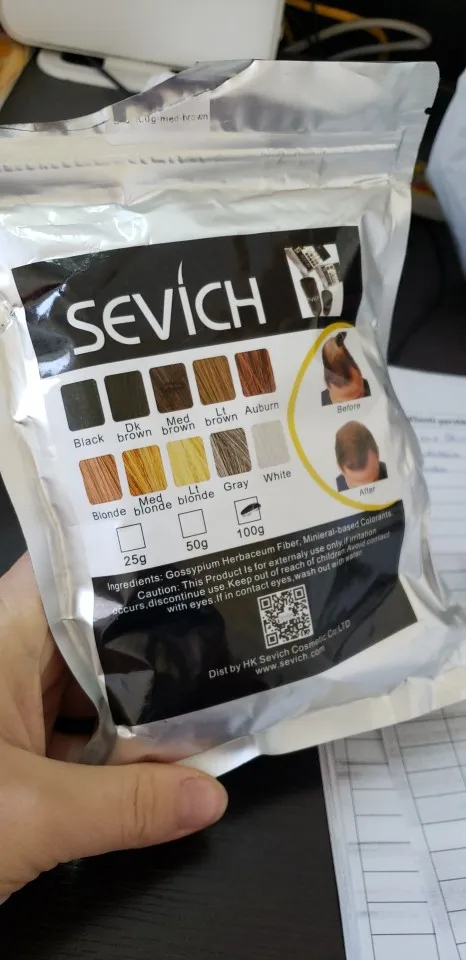 100g med-brown
SEVICH
Black
Dk brown
Med brown
Lt brown
Auburn
Before
Blonde
Med blonde
Lt blonde
Gray
White
After
25g
50g
100g
Ingredients: Gossypium Herbaceum Fiber, Minieral-based Colorants.
Caution: This Product Is for externaly use only.if irritation
occurs,discontinue use.Keep out of reach of children.Avoid contact
with eyes.If in contact eyes,wash out with water
Dist by HK Sevich Cosmetic Co LTD
www.sevich.com